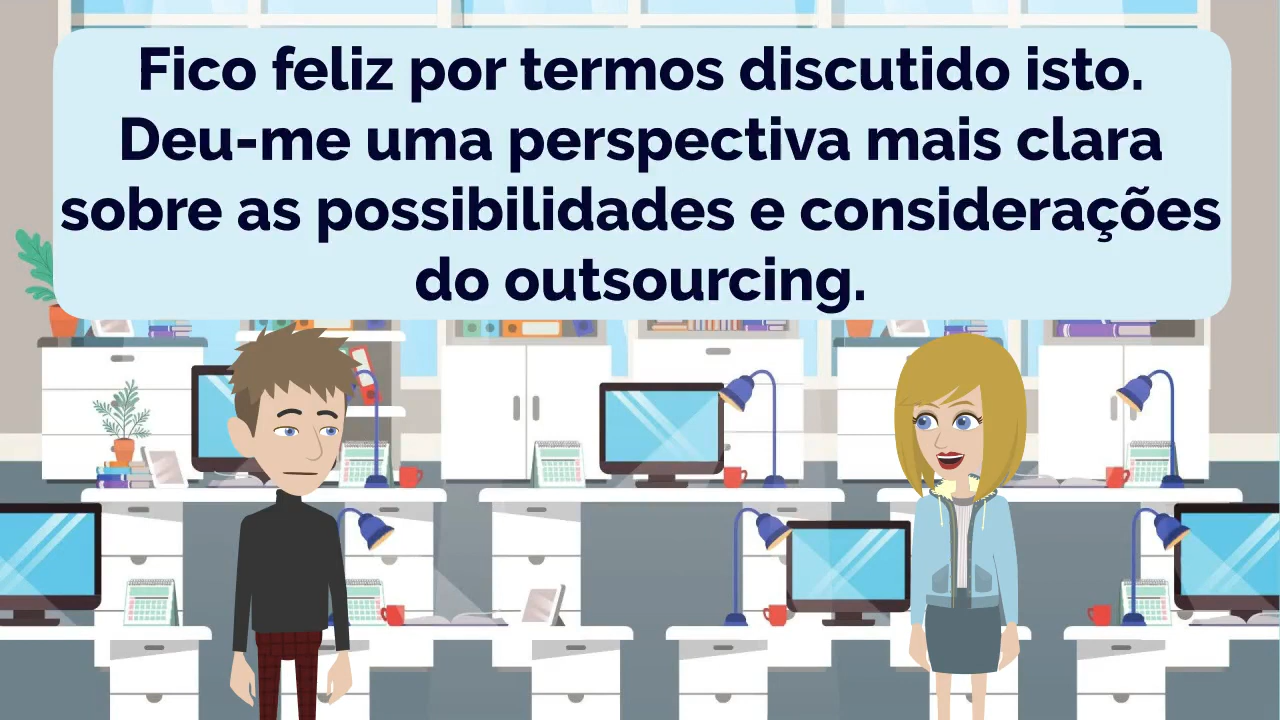 Fico feliz por termos discutido isto.
Deu-me uma perspectiva mais clara
sobre as possibilidades e considerações
do outsourcing.